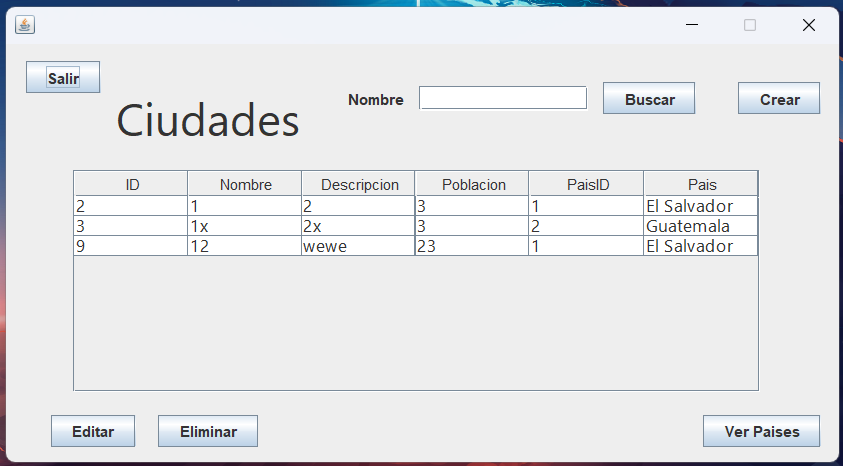 Salir
Ciudades
Nombre Buscar Crear
ID Nombre Descripcion Poblacion PaisID Pais
2 1 2 3 1 El Salvador
3 1x 2x 3 2 Guatemala
9 12 wewe 23 1 El Salvador
Editar Eliminar Ver Paises